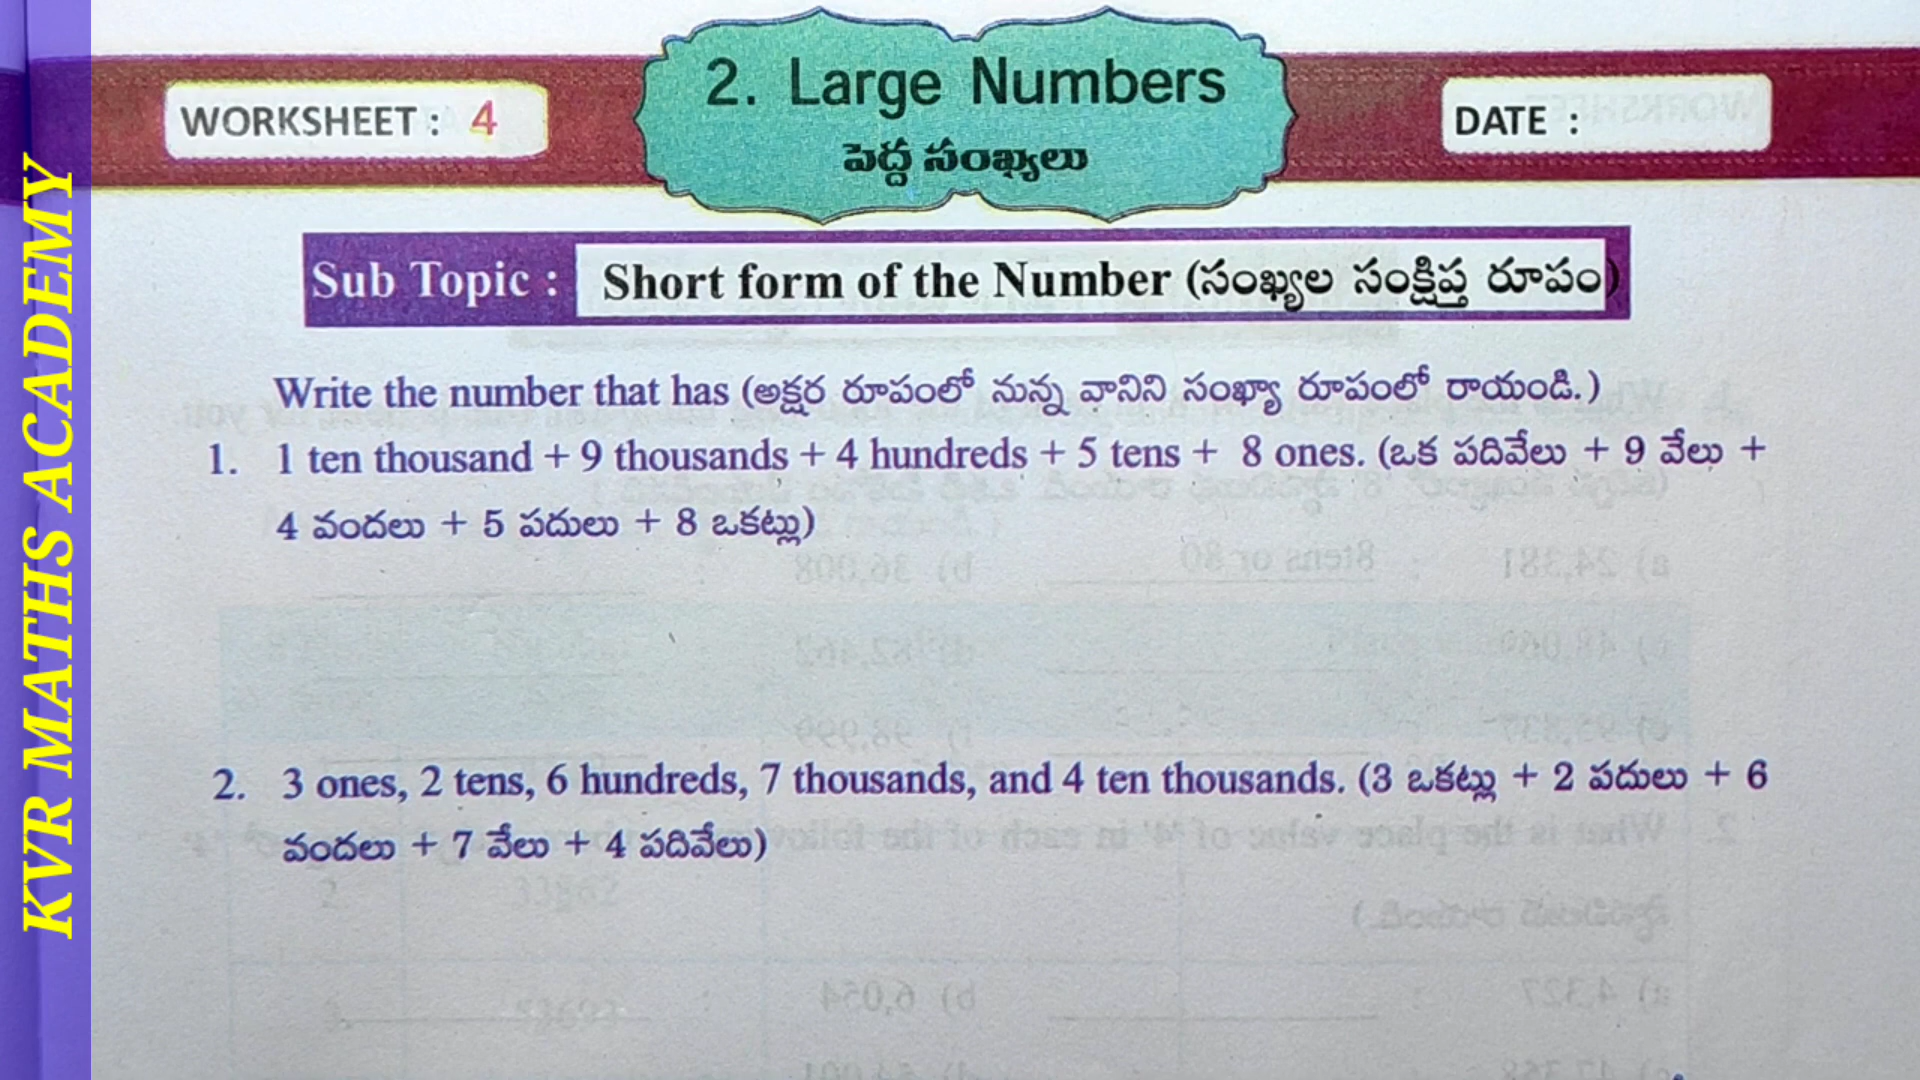 KVR MATHS ACADEMY
WORKSHEET : 4
2. Large Numbers
పెద్ద సంఖ్యలు
DATE :
Sub Topic : Short form of the Number (సంఖ్యల సంక్షిప్త రూపం)
Write the number that has (అక్షర రూపంలో నున్న వానిని సంఖ్యా రూపంలో రాయండి.)
1. 1 ten thousand + 9 thousands + 4 hundreds + 5 tens + 8 ones. (ఒక పదివేలు + 9 వేలు +
4 వందలు + 5 పదులు + 8 ఒకట్లు)
2. 3 ones, 2 tens, 6 hundreds, 7 thousands, and 4 ten thousands. (3 ఒకట్లు + 2 పదులు + 6
వందలు + 7 వేలు + 4 పదివేలు)